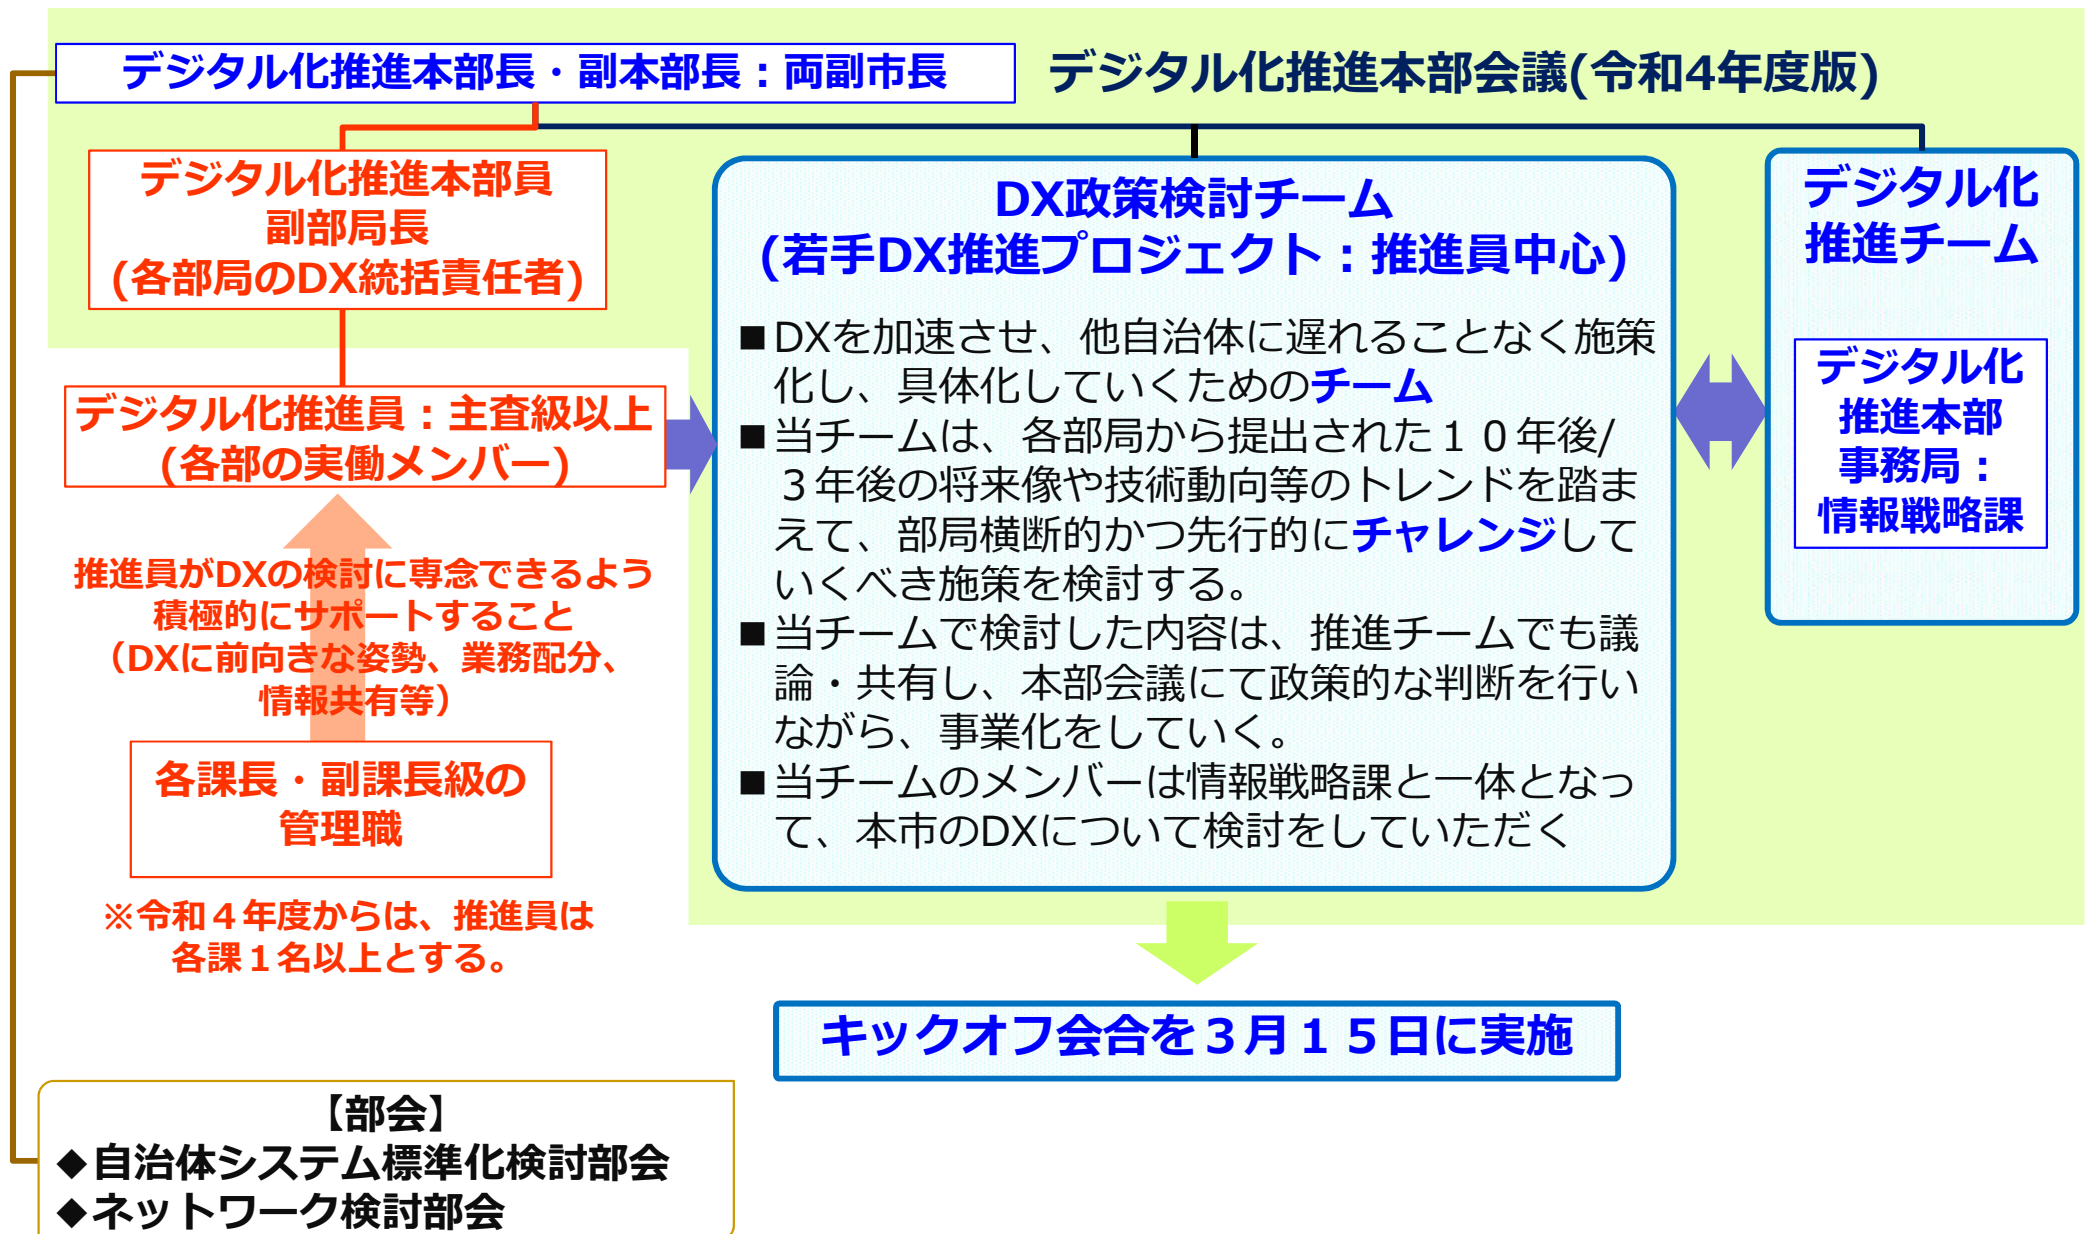 デジタル化推進本部長・副本部長：両副市長
デジタル化推進本部会議(令和4年度版)
デジタル化推進本部員
副部局長
(各部局のDX統括責任者)
デジタル化推進員：主査級以上
(各部の実働メンバー)
推進員がDXの検討に専念できるよう
積極的にサポートすること
（DXに前向きな姿勢、業務配分、
情報共有等）
各課長・副課長級の
管理職
※令和４年度からは、推進員は
各課１名以上とする。
DX政策検討チーム
(若手DX推進プロジェクト：推進員中心)
■DXを加速させ、他自治体に遅れることなく施策
化し、具体化していくためのチーム
■当チームは、各部局から提出された１０年後/
３年後の将来像や技術動向等のトレンドを踏ま
えて、部局横断的かつ先行的にチャレンジして
いくべき施策を検討する。
■当チームで検討した内容は、推進チームでも議
論・共有し、本部会議にて政策的な判断を行い
ながら、事業化をしていく。
■当チームのメンバーは情報戦略課と一体となっ
て、本市のDXについて検討をしていただく
デジタル化
推進チーム
デジタル化
推進本部
事務局：
情報戦略課
キックオフ会合を３月１５日に実施
【部会】
◆自治体システム標準化検討部会
◆ネットワーク検討部会